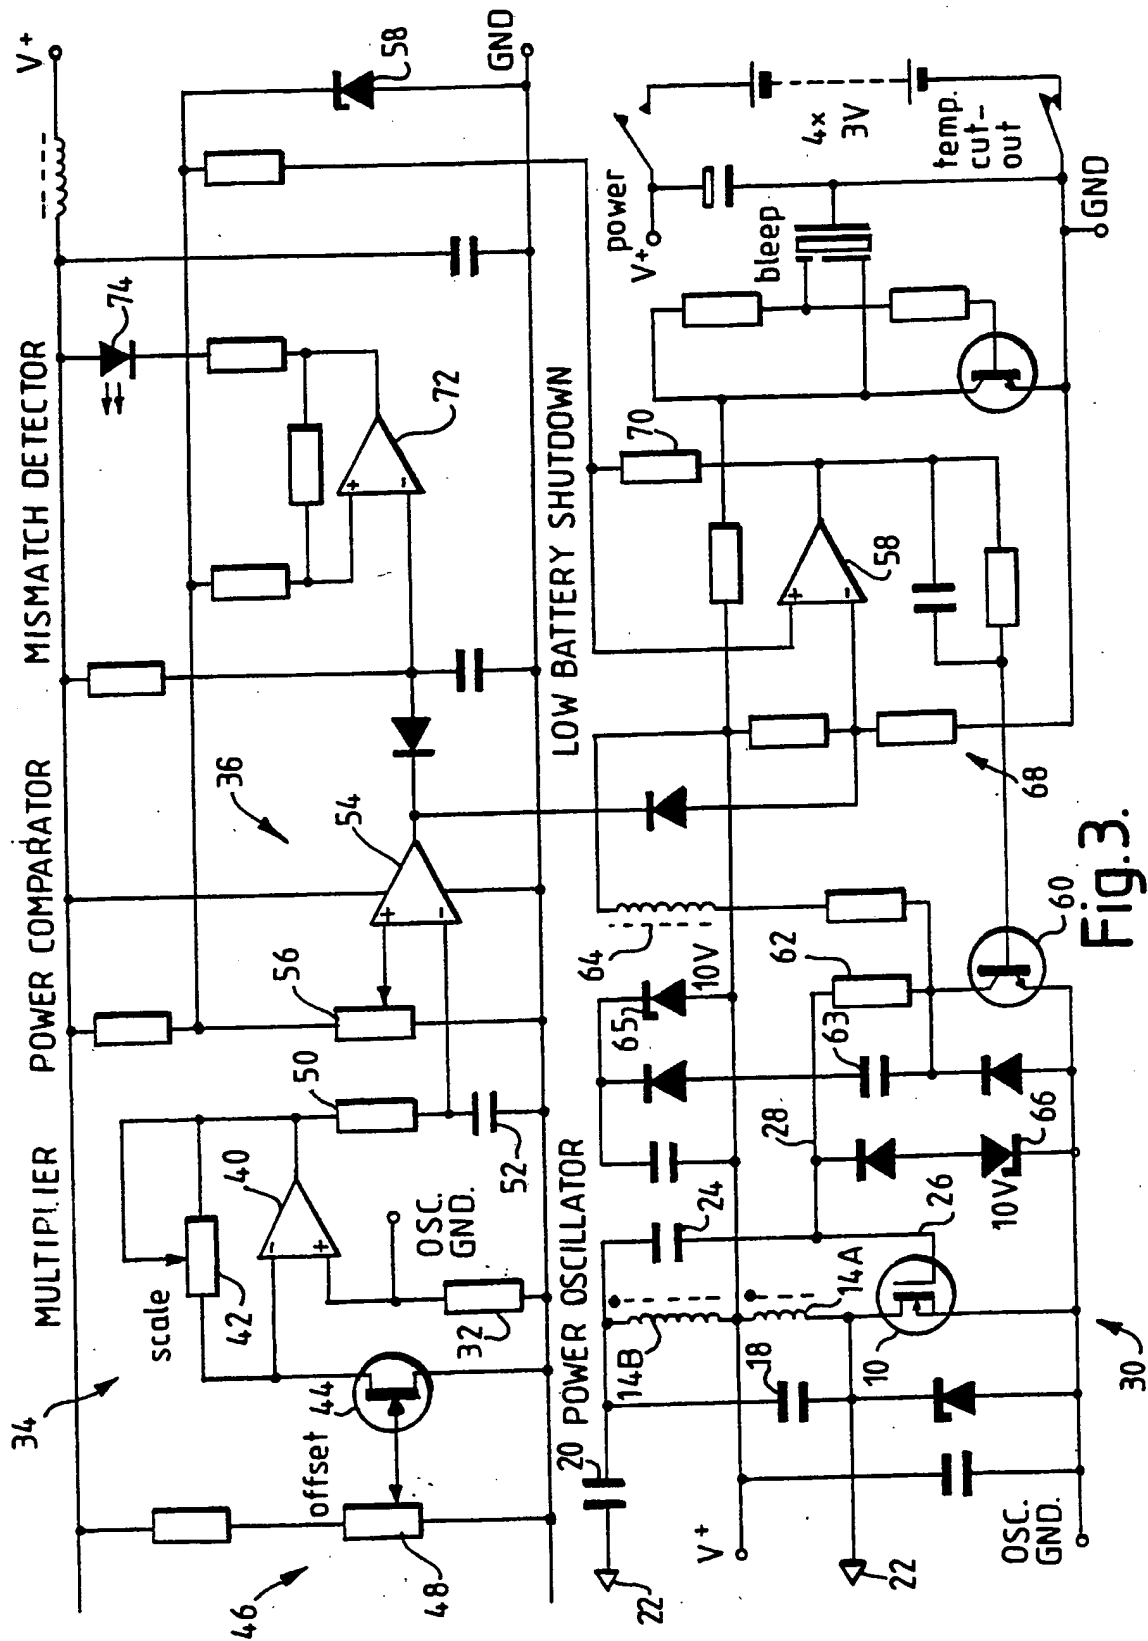 MULTIPLIER
POWER COMPARATOR
MISMATCH DETECTOR
V+
34
scale
42
40
50
56
36
54
74
72
58
GND
46
offset
44
48
32
OSC.
GND.
52
POWER OSCILLATOR
LOW BATTERY SHUTDOWN
20
22
14B
18
24
14A
V+
22
10
26
28
65
10V
64
63
62
10V
66
60
68
58
70
bleep
power
V+
4x
3V
temp.
cut-
out
GND
OSC.
GND.
30
Fig.3.